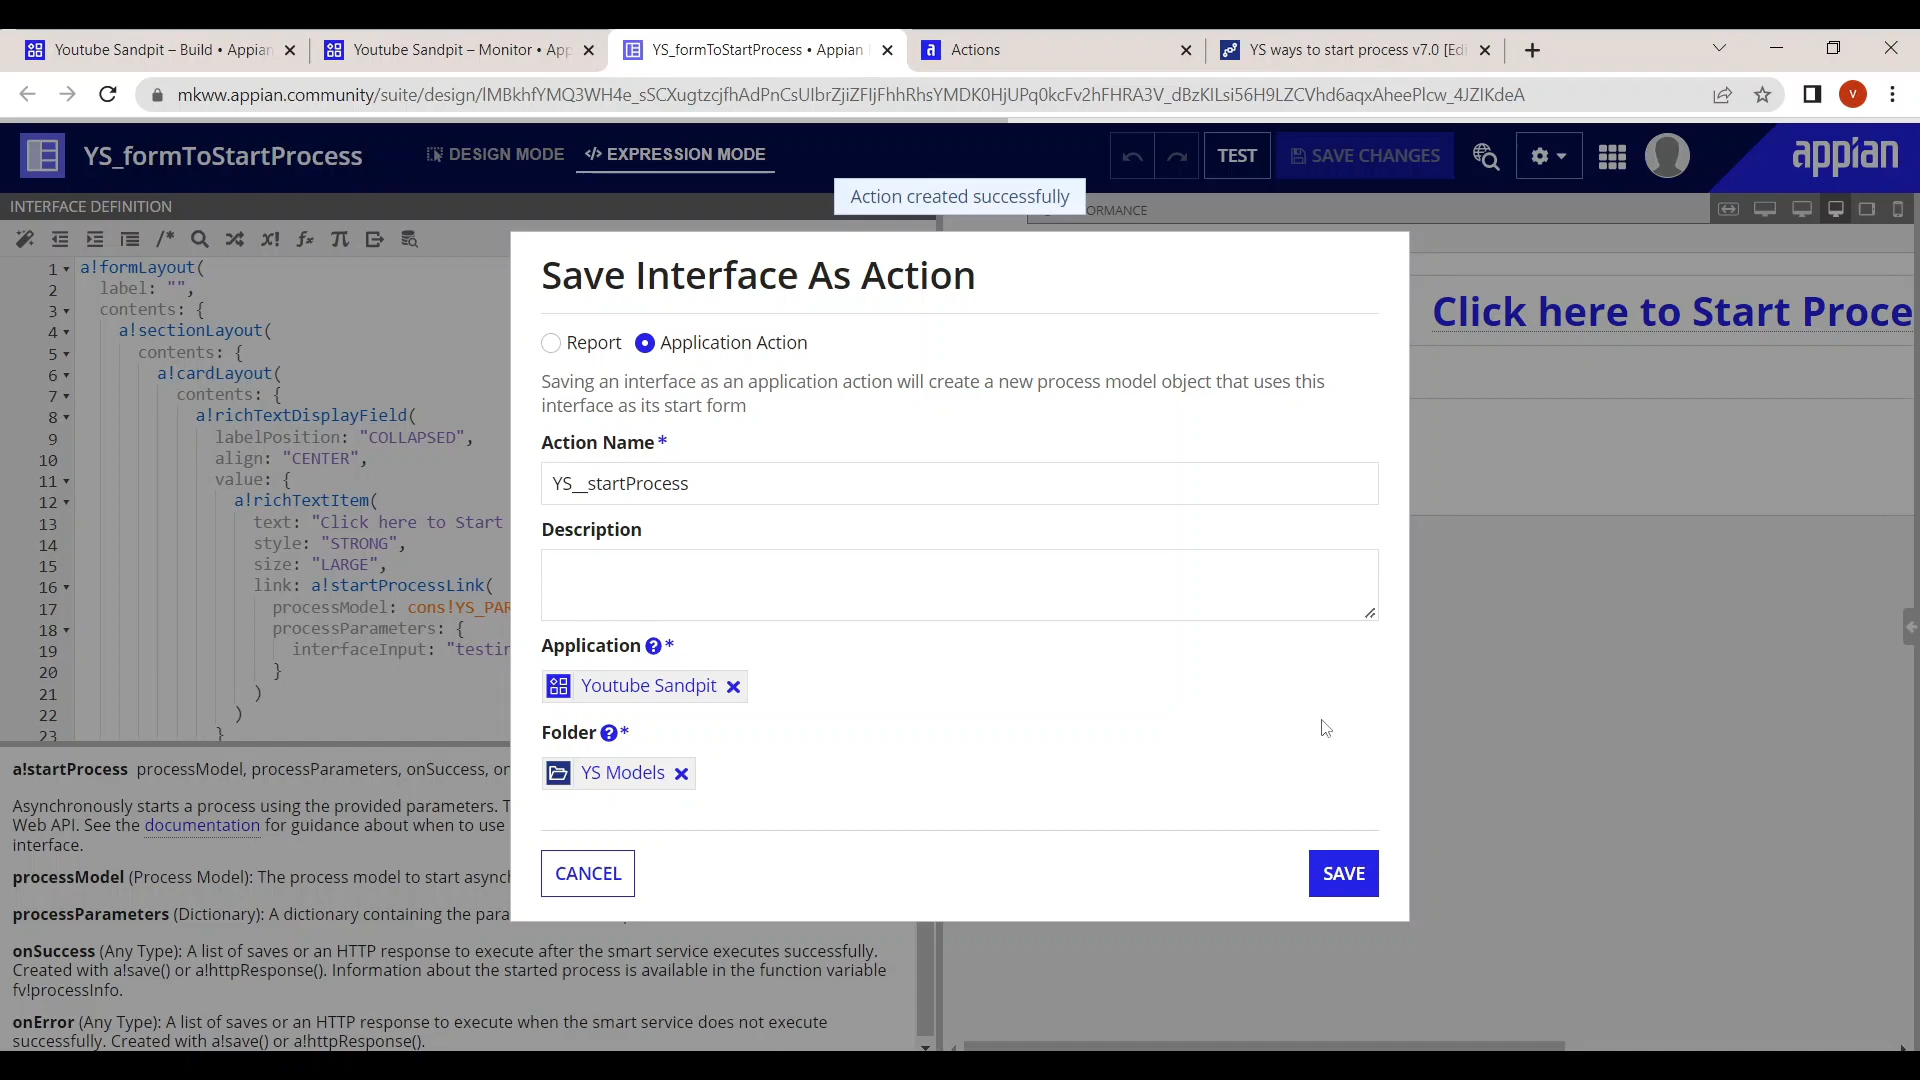 Youtube Sandpit – Build • Appian
Youtube Sandpit – Monitor • App
YS_formToStartProcess • Appian
Actions
YS ways to start process v7.0 [Edi
mkww.appian.community/suite/design/
YS_formToStartProcess
DESIGN MODE
</> EXPRESSION MODE
TEST
SAVE CHANGES
appian
INTERFACE DEFINITION
Action created successfully
ORMANCE
1 a!formLayout(
2 label: "",
3 contents: {
4 a!sectionLayout(
5 contents: {
6 a!cardLayout(
7 contents: {
8 a!richTextDisplayField(
9 labelPosition: "COLLAPSED",
10 align: "CENTER",
11 value: {
12 a!richTextItem(
13 text: "Click here to Start
14 style: "STRONG",
15 size: "LARGE",
16 link: a!startProcessLink(
17 processModel: cons!YS_PAR
18 processParameters: {
19 interfaceInput: "testin
20 }
21 )
22 )
23 }
a!startProcess processModel, processParameters, onSuccess, on
Asynchronously starts a process using the provided parameters. T
Web API. See the documentation for guidance about when to use
interface.
processModel (Process Model): The process model to start asynch
processParameters (Dictionary): A dictionary containing the para
onSuccess (Any Type): A list of saves or an HTTP response to execute after the smart service executes successfully.
Created with a!save() or a!httpResponse(). Information about the started process is available in the function variable
fv!processInfo.
onError (Any Type): A list of saves or an HTTP response to execute when the smart service does not execute
successfully. Created with a!save() or a!httpResponse().
Save Interface As Action
Report
Application Action
Saving an interface as an application action will create a new process model object that uses this
interface as its start form
Action Name*
YS__startProcess
Description
Application ? *
Youtube Sandpit
Folder ? *
YS Models
CANCEL
SAVE
Click here to Start Proce